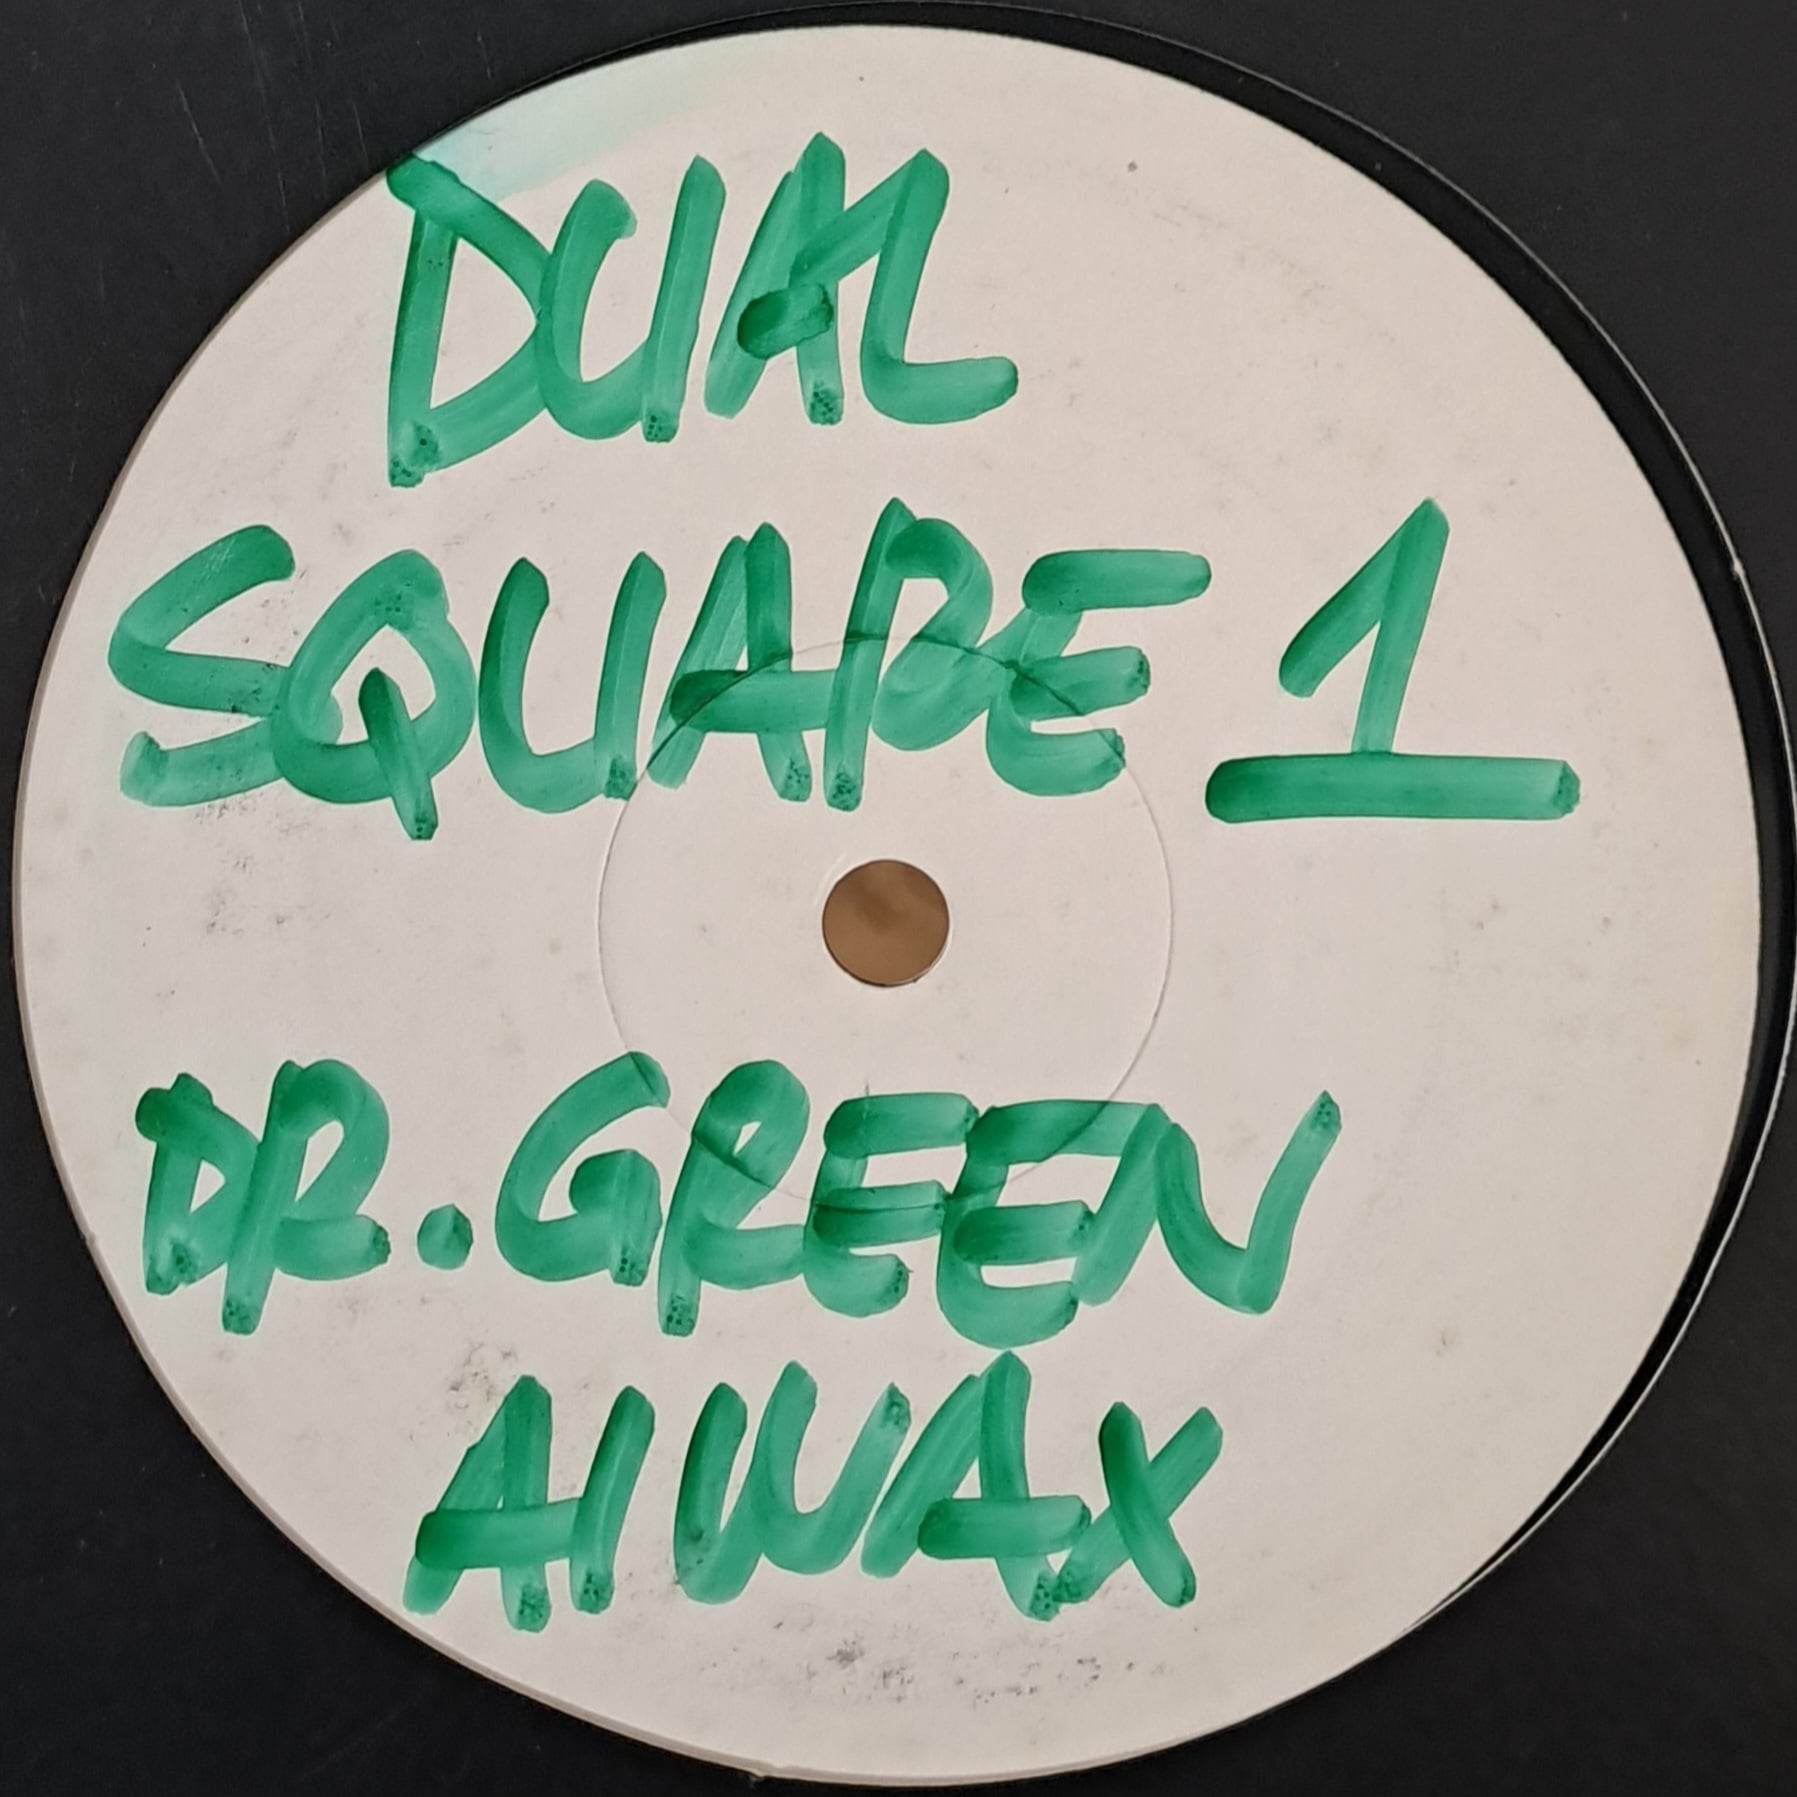 DUAL
SQUARE 1
DR. GREEN
AIWAX